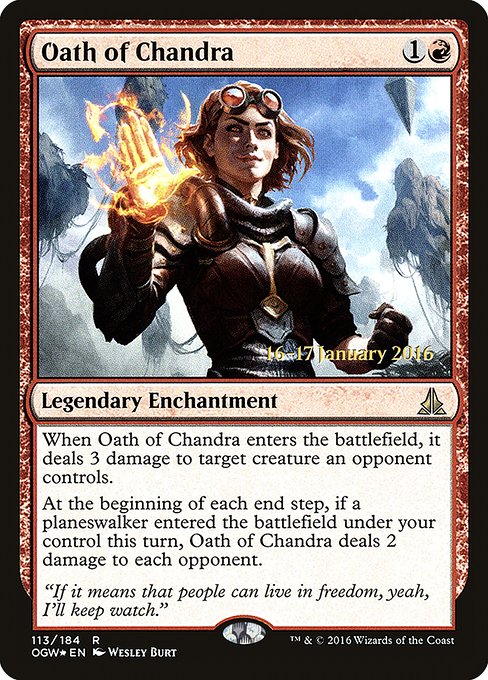 Oath of Chandra 1
16–17 January 2016
Legendary Enchantment
When Oath of Chandra enters the battlefield, it
deals 3 damage to target creature an opponent
controls.
At the beginning of each end step, if a
planeswalker entered the battlefield under your
control this turn, Oath of Chandra deals 2
damage to each opponent.
“If it means that people can live in freedom, yeah,
I’ll keep watch.”
113/184 R
OGW★EN Wesley Burt
™ & © 2016 Wizards of the Coast